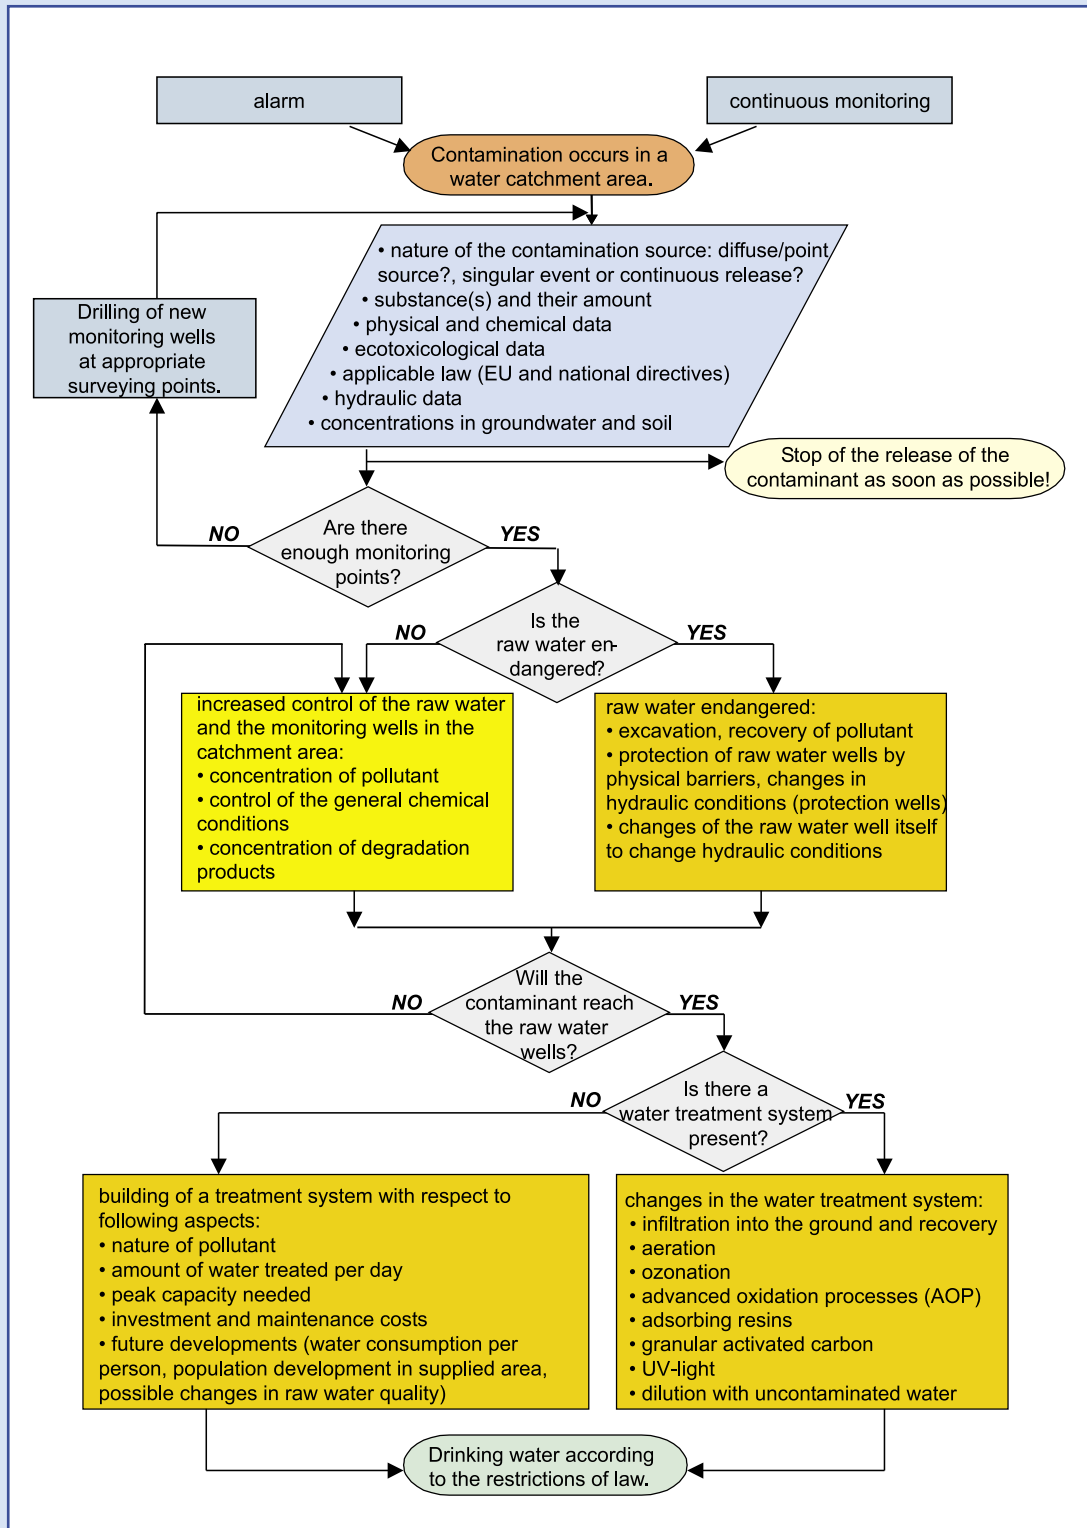 alarm
continuous monitoring
Contamination occurs in a
water catchment area.
• nature of the contamination source: diffuse/point
source?, singular event or continuous release?
• substance(s) and their amount
• physical and chemical data
• ecotoxicological data
• applicable law (EU and national directives)
• hydraulic data
• concentrations in groundwater and soil
Drilling of new
monitoring wells
at appropriate
surveying points.
Stop of the release of the
contaminant as soon as possible!
NO
Are there
enough monitoring
points?
YES
NO
Is the
raw water en-
dangered?
YES
increased control of the raw water
and the monitoring wells in the
catchment area:
• concentration of pollutant
• control of the general chemical
conditions
• concentration of degradation
products
raw water endangered:
• excavation, recovery of pollutant
• protection of raw water wells by
physical barriers, changes in
hydraulic conditions (protection wells)
• changes of the raw water well itself
to change hydraulic conditions
NO
Will the
contaminant reach
the raw water
wells?
YES
NO
Is there a
water treatment system
present?
YES
building of a treatment system with respect to
following aspects:
• nature of pollutant
• amount of water treated per day
• peak capacity needed
• investment and maintenance costs
• future developments (water consumption per
person, population development in supplied area,
possible changes in raw water quality)
changes in the water treatment system:
• infiltration into the ground and recovery
• aeration
• ozonation
• advanced oxidation processes (AOP)
• adsorbing resins
• granular activated carbon
• UV-light
• dilution with uncontaminated water
Drinking water according
to the restrictions of law.